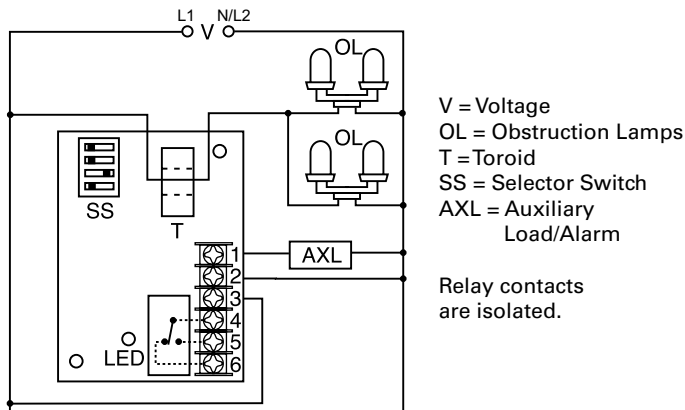 L1 V N/L2
OL
OL
SS
T
1
AXL
2
3
4
5
6
LED
V = Voltage
OL = Obstruction Lamps
T = Toroid
SS = Selector Switch
AXL = Auxiliary
Load/Alarm
Relay contacts
are isolated.